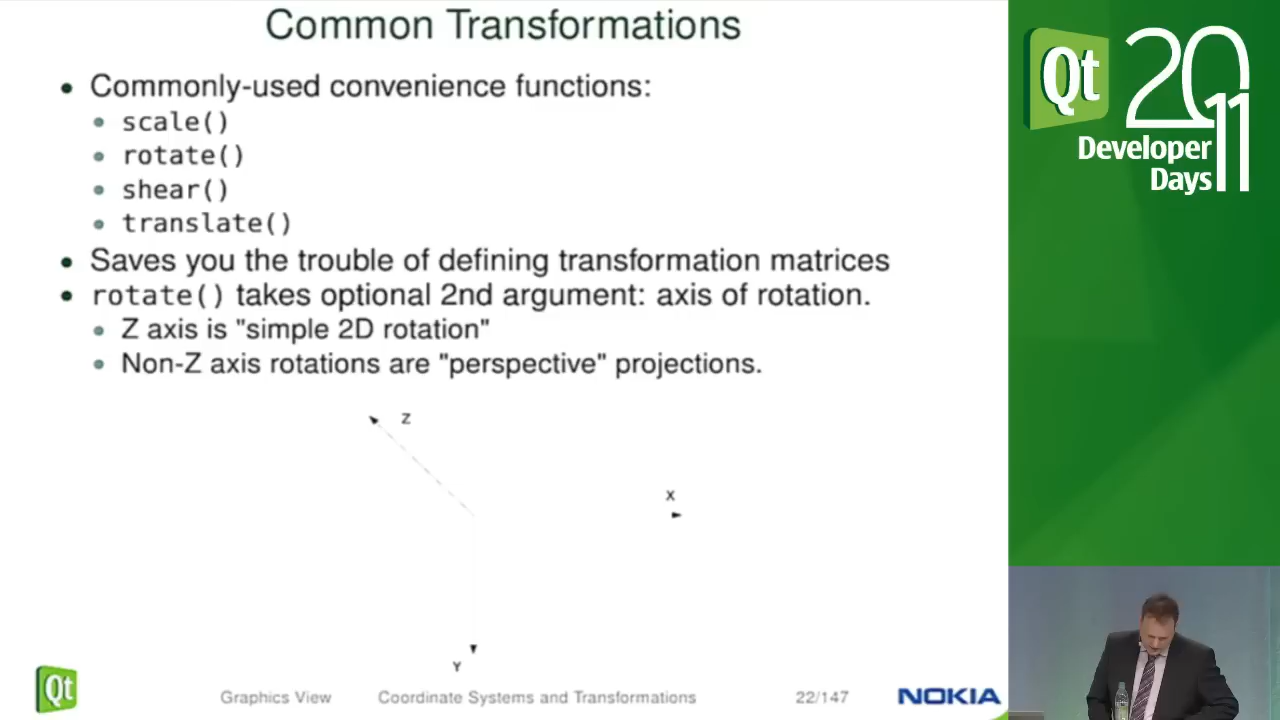 Common Transformations
Commonly-used convenience functions:
scale()
rotate()
shear()
translate()
Saves you the trouble of defining transformation matrices
rotate() takes optional 2nd argument: axis of rotation.
Z axis is "simple 2D rotation"
Non-Z axis rotations are "perspective" projections.
Z
X
Y
Qt
Graphics View
Coordinate Systems and Transformations
22/147
NOKIA
Qt
2011
Developer
Days